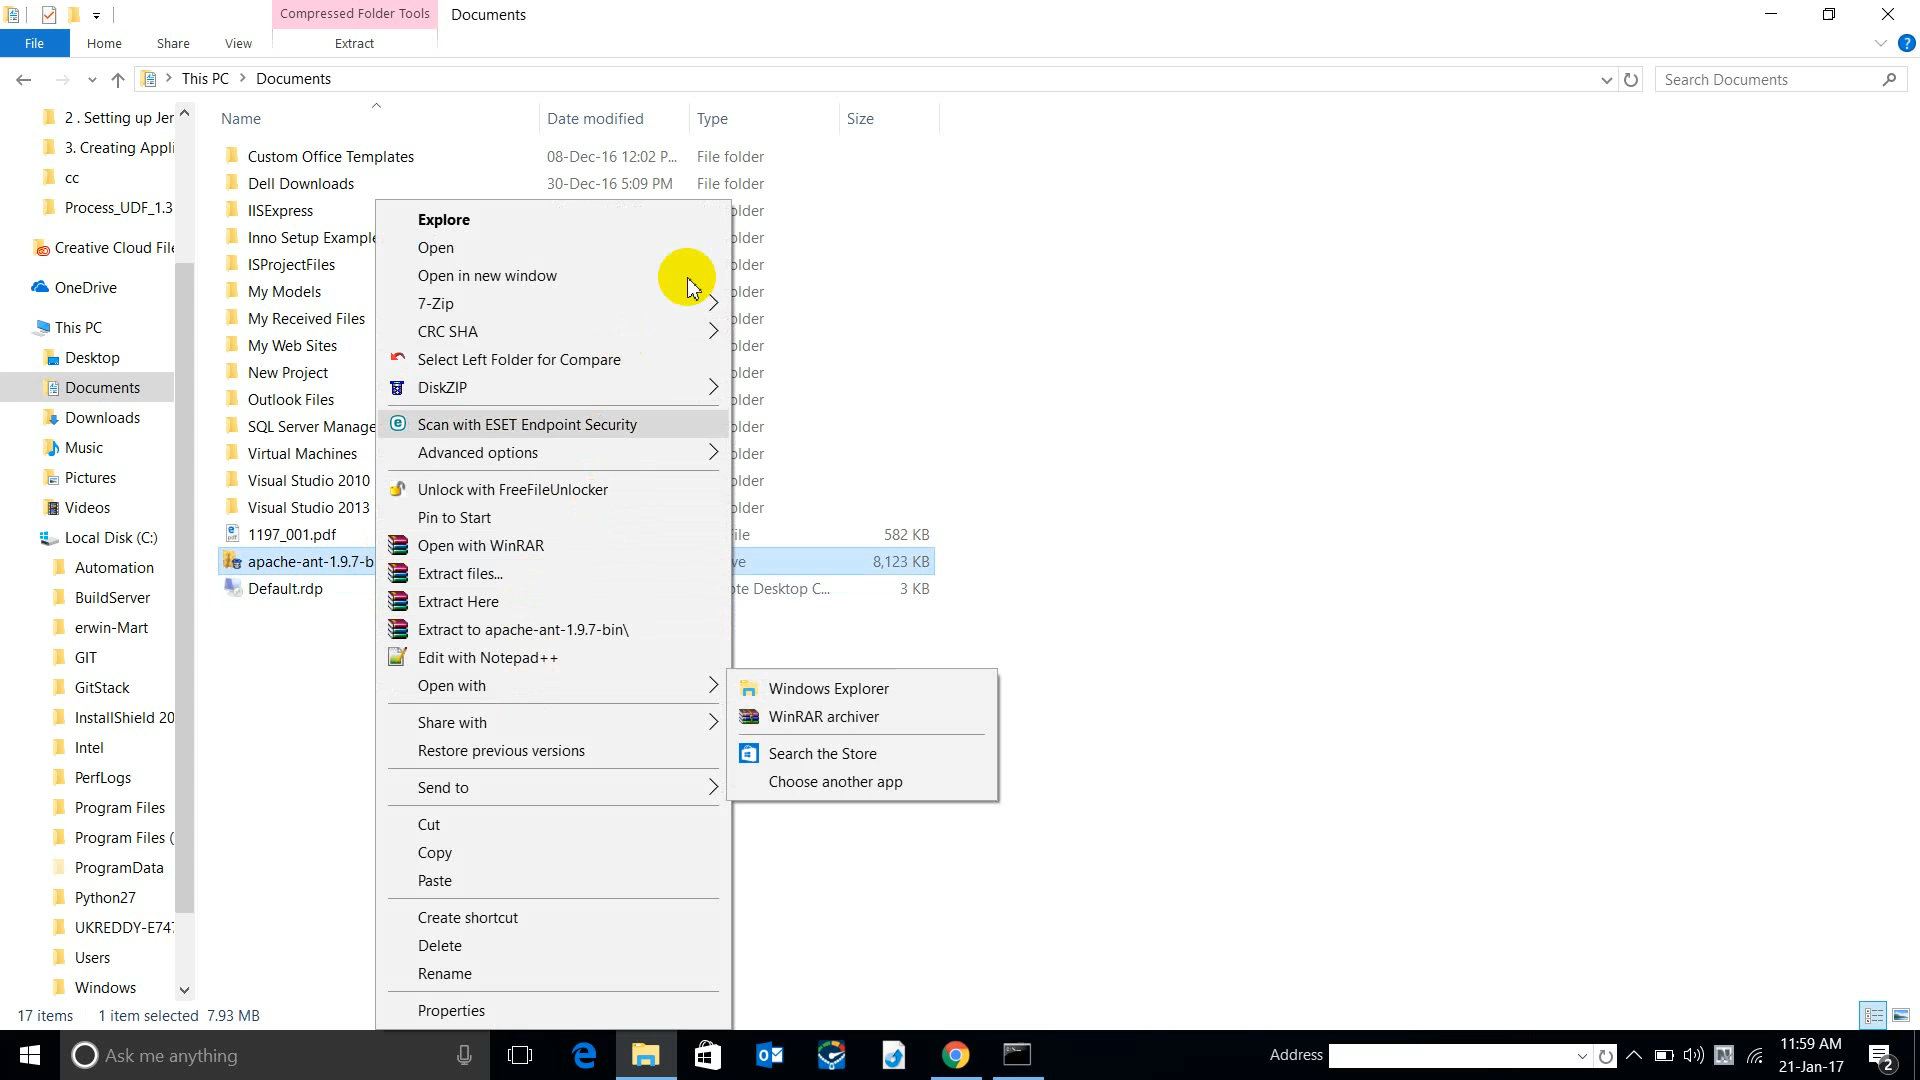 Compressed Folder Tools
Documents
File
Home
Share
View
Extract
This PC
Documents
Search Documents
2 . Setting up Jer
3. Creating Appli
cc
Process_UDF_1.3
Creative Cloud File
OneDrive
This PC
Desktop
Documents
Downloads
Music
Pictures
Videos
Local Disk (C:)
Automation
BuildServer
erwin-Mart
GIT
GitStack
InstallShield 20
Intel
PerfLogs
Program Files
Program Files (
ProgramData
Python27
UKREDDY-E747
Users
Windows
Name Date modified Type Size
Custom Office Templates 08-Dec-16 12:02 P... File folder
Dell Downloads 30-Dec-16 5:09 PM File folder
IISExpress
Inno Setup Example
ISProjectFiles
My Models
My Received Files
My Web Sites
New Project
Outlook Files
SQL Server Manage
Virtual Machines
Visual Studio 2010
Visual Studio 2013
1197_001.pdf 582 KB
apache-ant-1.9.7-b 8,123 KB
Default.rdp Desktop C... 3 KB
Explore
Open
Open in new window
7-Zip
CRC SHA
Select Left Folder for Compare
DiskZIP
Scan with ESET Endpoint Security
Advanced options
Unlock with FreeFileUnlocker
Pin to Start
Open with WinRAR
Extract files...
Extract Here
Extract to apache-ant-1.9.7-bin\
Edit with Notepad++
Open with
Share with
Restore previous versions
Send to
Cut
Copy
Paste
Create shortcut
Delete
Rename
Properties
Windows Explorer
WinRAR archiver
Search the Store
Choose another app
17 items 1 item selected 7.93 MB
Ask me anything
Address
11:59 AM
21-Jan-17
2